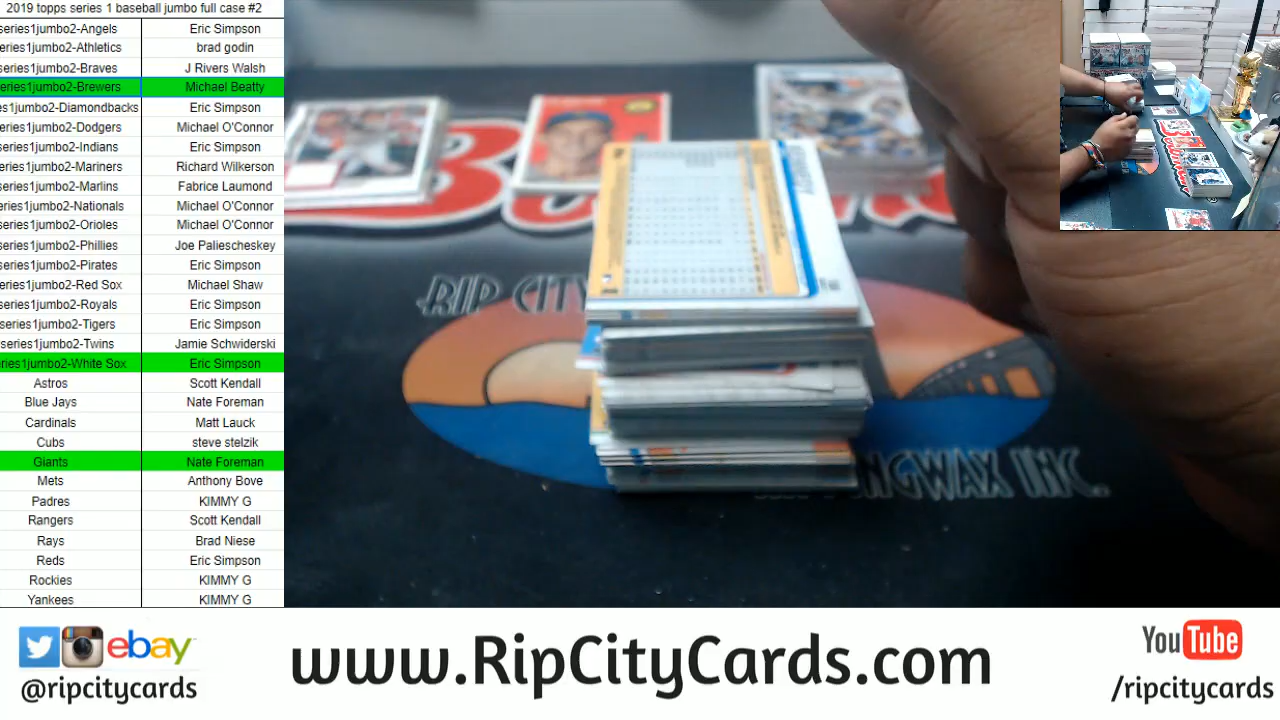 2019 topps series 1 baseball jumbo full case #2
series1jumbo2-Angels Eric Simpson
series1jumbo2-Athletics brad godin
series1jumbo2-Braves J Rivers Walsh
series1jumbo2-Brewers Michael Beatty
es1jumbo2-Diamondbacks Eric Simpson
series1jumbo2-Dodgers Michael O'Connor
series1jumbo2-Indians Eric Simpson
series1jumbo2-Mariners Richard Wilkerson
series1jumbo2-Marlins Fabrice Laumond
eries1jumbo2-Nationals Michael O'Connor
series1jumbo2-Orioles Michael O'Connor
series1jumbo2-Phillies Joe Paliescheskey
series1jumbo2-Pirates Eric Simpson
series1jumbo2-Red Sox Michael Shaw
series1jumbo2-Royals Eric Simpson
series1jumbo2-Tigers Eric Simpson
series1jumbo2-Twins Jamie Schwiderski
ries1jumbo2-White Sox Eric Simpson
Astros Scott Kendall
Blue Jays Nate Foreman
Cardinals Matt Lauck
Cubs steve stelzik
Giants Nate Foreman
Mets Anthony Bove
Padres KIMMY G
Rangers Scott Kendall
Rays Brad Niese
Reds Eric Simpson
Rockies KIMMY G
Yankees KIMMY G
RIP CITY
WAX INC.
ebay
@ripcitycards
www.RipCityCards.com
YouTube
/ripcitycards